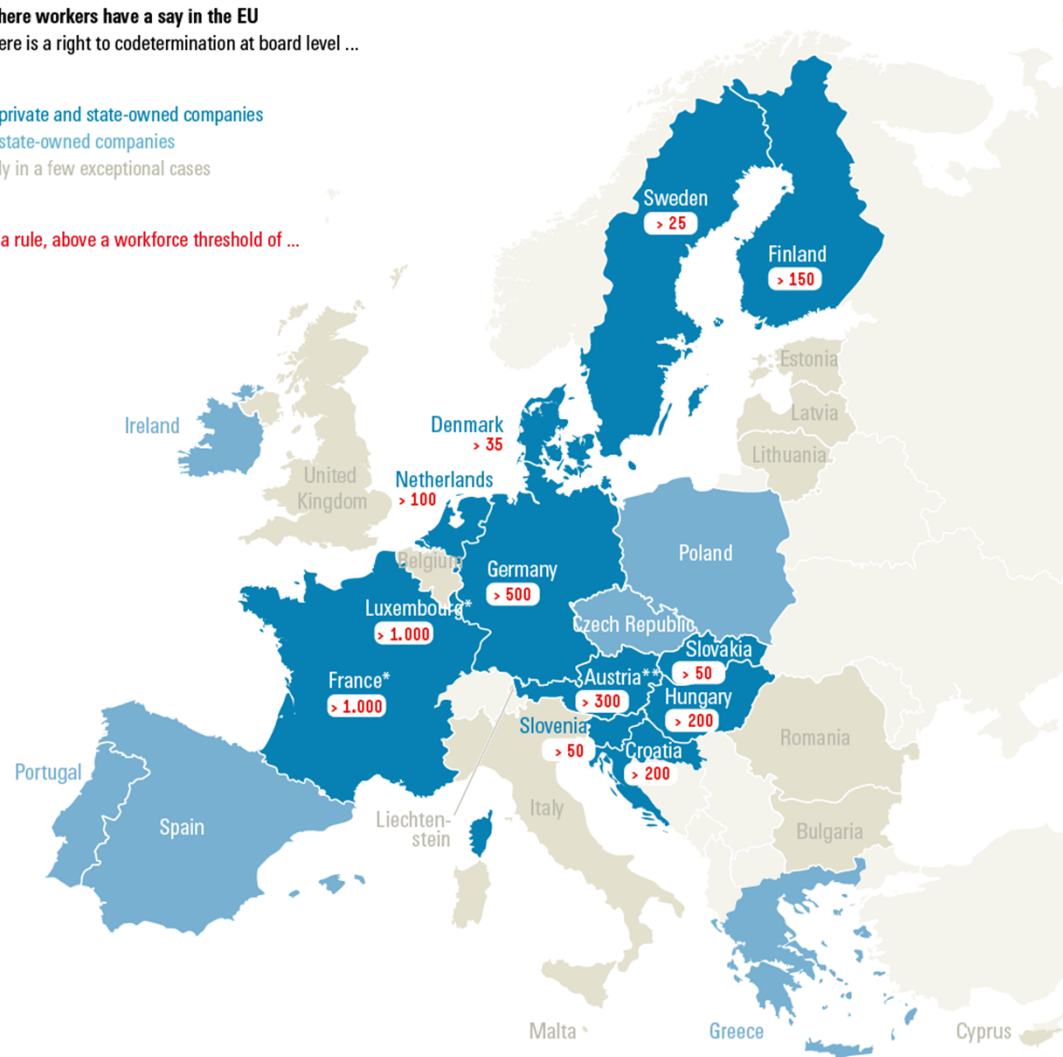 here workers have a say in the EU
ere is a right to codetermination at board level ...
private and state-owned companies
state-owned companies
ly in a few exceptional cases
a rule, above a workforce threshold of ...
Sweden
> 25
Finland
> 150
Estonia
Latvia
Lithuania
Ireland
United
Kingdom
Denmark
> 35
Netherlands
> 100
Belgium
Germany
> 500
Poland
Luxembourg*
> 1.000
Czech Republic
Slovakia
> 50
France*
> 1.000
Austria**
> 300
Hungary
> 200
Slovenia
> 50
Croatia
> 200
Romania
Portugal
Spain
Liechten-
stein
Italy
Bulgaria
Malta
Greece
Cyprus